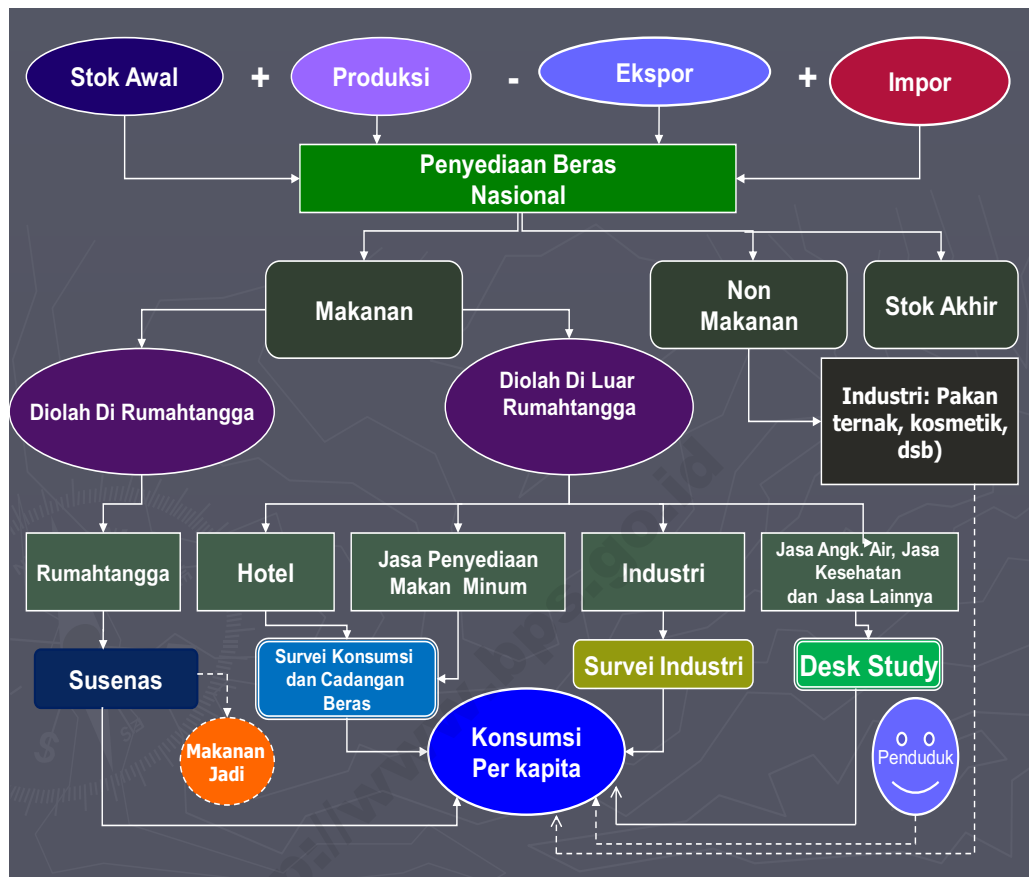 Stok Awal
+
Produksi
-
Ekspor
+
Impor
Penyediaan Beras
Nasional
Makanan
Non
Makanan
Stok Akhir
Diolah Di Rumahtangga
Diolah Di Luar
Rumahtangga
Industri: Pakan
ternak, kosmetik,
dsb)
Rumahtangga
Hotel
Jasa Penyediaan
Makan Minum
Industri
Jasa Angk. Air, Jasa
Kesehatan
dan Jasa Lainnya
Susenas
Survei Konsumsi
dan Cadangan
Beras
Survei Industri
Desk Study
Makanan
Jadi
Konsumsi
Per kapita
Penduduk